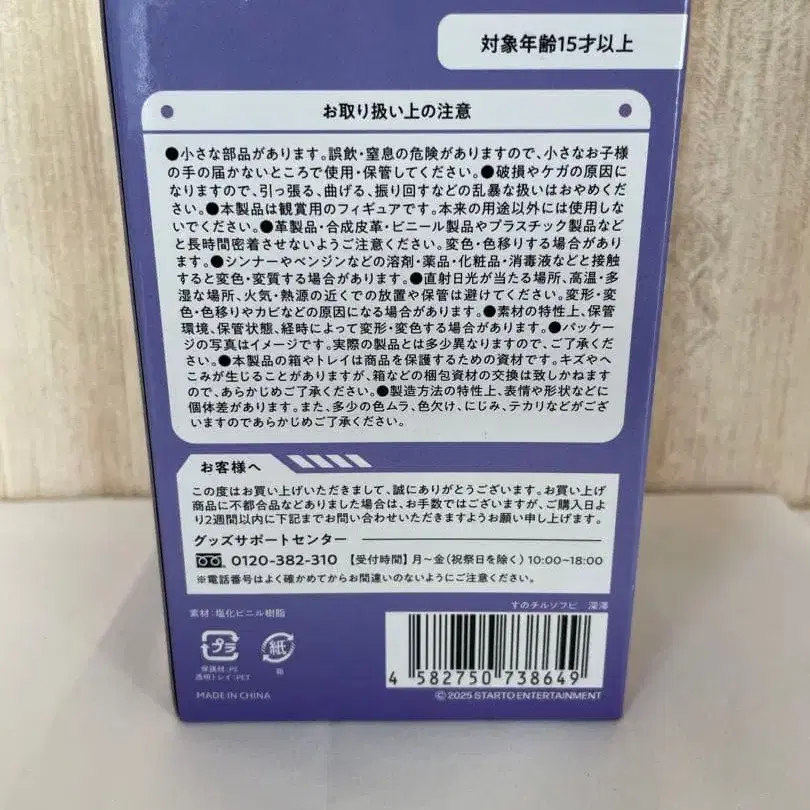 対象年齢15才以上
お取り扱い上の注意
●小さな部品があります。誤飲・窒息の危険がありますので、小さなお子様
の手の届かないところで使用・保管してください。●破損やケガの原因に
なりますので、引っ張る、曲げる、振り回すなどの乱暴な扱いはおやめくだ
さい。●本製品は観賞用のフィギュアです。本来の用途以外には使用しな
いでください。●革製品・合成皮革・ビニール製品やプラスチック製品など
と長時間密着させないようご注意ください。変色・色移りする場合があり
ます。●シンナーやベンジンなどの溶剤・薬品・化粧品・消毒液などと接触
すると変色・変質する場合があります。●直射日光が当たる場所、高温・多
湿な場所、火気・熱源の近くでの放置や保管は避けてください。変形・変
色・色移りやカビなどの原因になる場合があります。●素材の特性上、保管
環境、保管状態、経時によって変形・変色する場合があります。●パッケー
ジの写真はイメージです。実際の製品とは多少異なりますので、ご了承くだ
さい。●本製品の箱やトレイは商品を保護するための資材です。キズやへ
こみが生じることがありますが、箱などの梱包資材の交換は致しかねます
ので、あらかじめご了承ください。●製造方法の特性上、表情や形状などに
個体差があります。また、多少の色ムラ、色欠け、にじみ、テカリなどがござ
いますのであらかじめご了承ください。
お客様へ
この度はお買い上げいただきまして、誠にありがとうございます。お買い上げ
商品に不都合品などありました場合は、お手数ではございますが、ご購入日よ
り2週間以内に下記までお問い合わせいただきますようお願い申し上げます。
グッズサポートセンター
0120-382-310 【受付時間】月~金(祝祭日を除く) 10:00~18:00
※電話番号はよく確かめてからお間違いのないようにご注意ください。
素材:塩化ビニル樹脂
すのチルソフビ 深澤
プラ
紙
保護材:PE
透明トレイ:PET
箱
4 582750 738649
MADE IN CHINA
©2025 STARTO ENTERTAINMENT